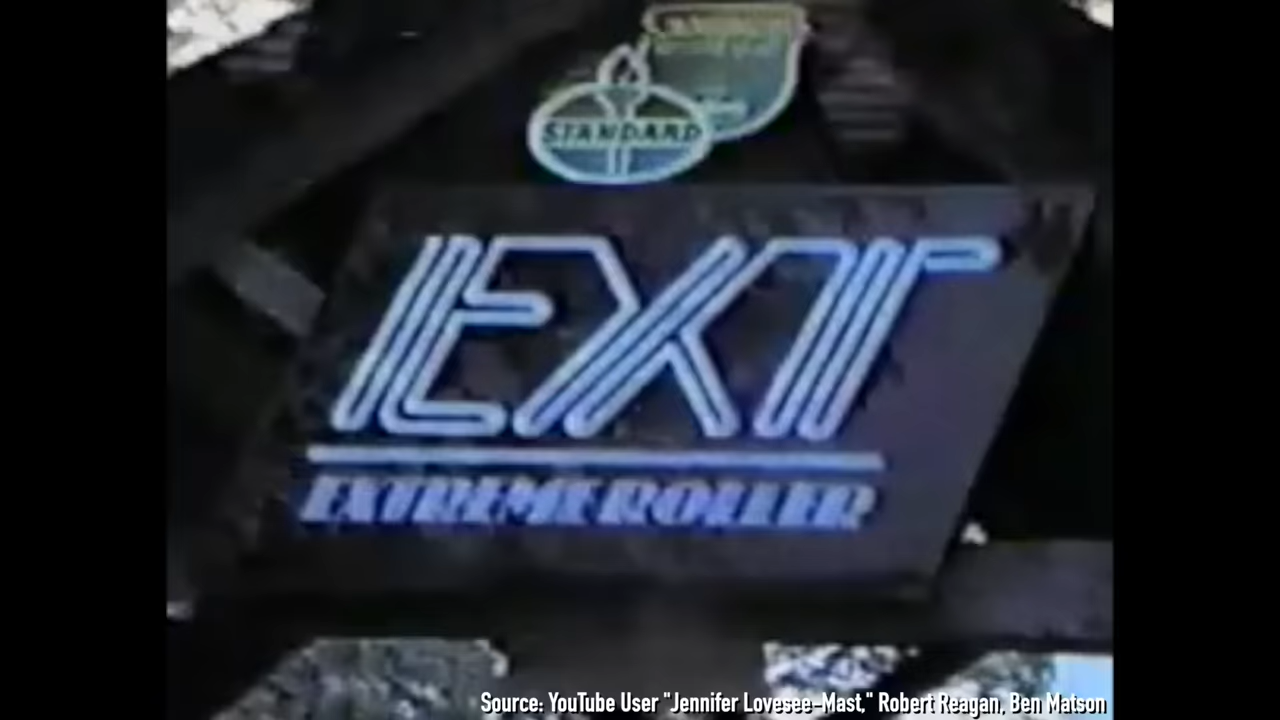 STANDARD
EXT
EXTREME ROLLER
Source: YouTube User "Jennifer Lovesee-Mast," Robert Reagan, Ben Matson